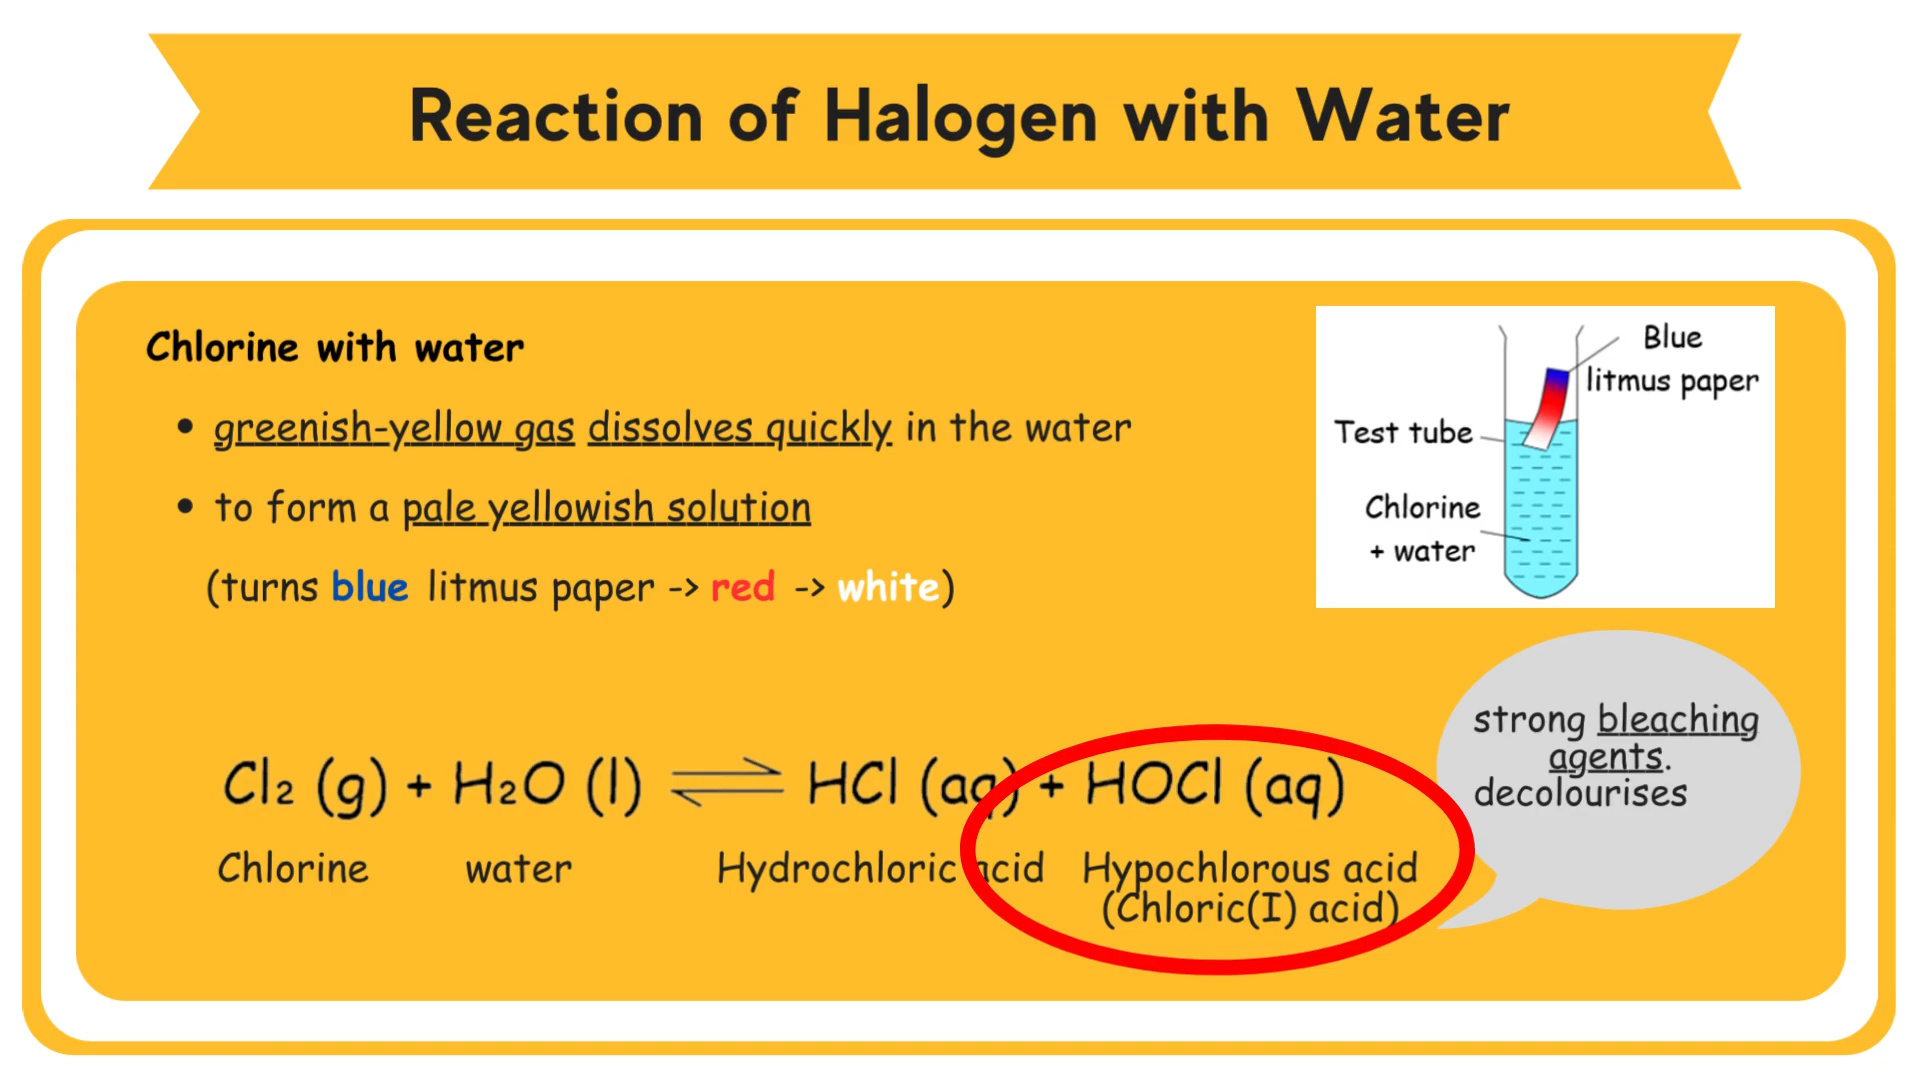 Reaction of Halogen with Water
Chlorine with water
• greenish-yellow gas dissolves quickly in the water
• to form a pale yellowish solution
(turns blue litmus paper -> red -> white)
Blue
litmus paper
Test tube
Chlorine
+ water
Cl₂ (g) + H₂O (l) ⇌ HCl (aq) + HOCl (aq)
Chlorine water Hydrochloric acid Hypochlorous acid
(Chloric(I) acid)
strong bleaching
agents.
decolourises